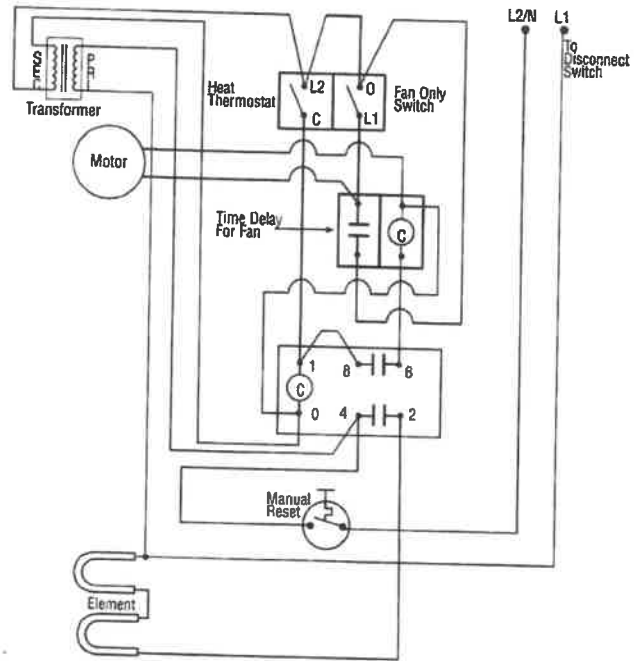 L2/N L1
To
Disconnect
Switch
SEC
PRI
Transformer
Heat
Thermostat
L2
O
Fan Only
Switch
C
L1
Motor
Time Delay
For Fan
C
1
8
6
C
0
4
2
Manual
Reset
Element